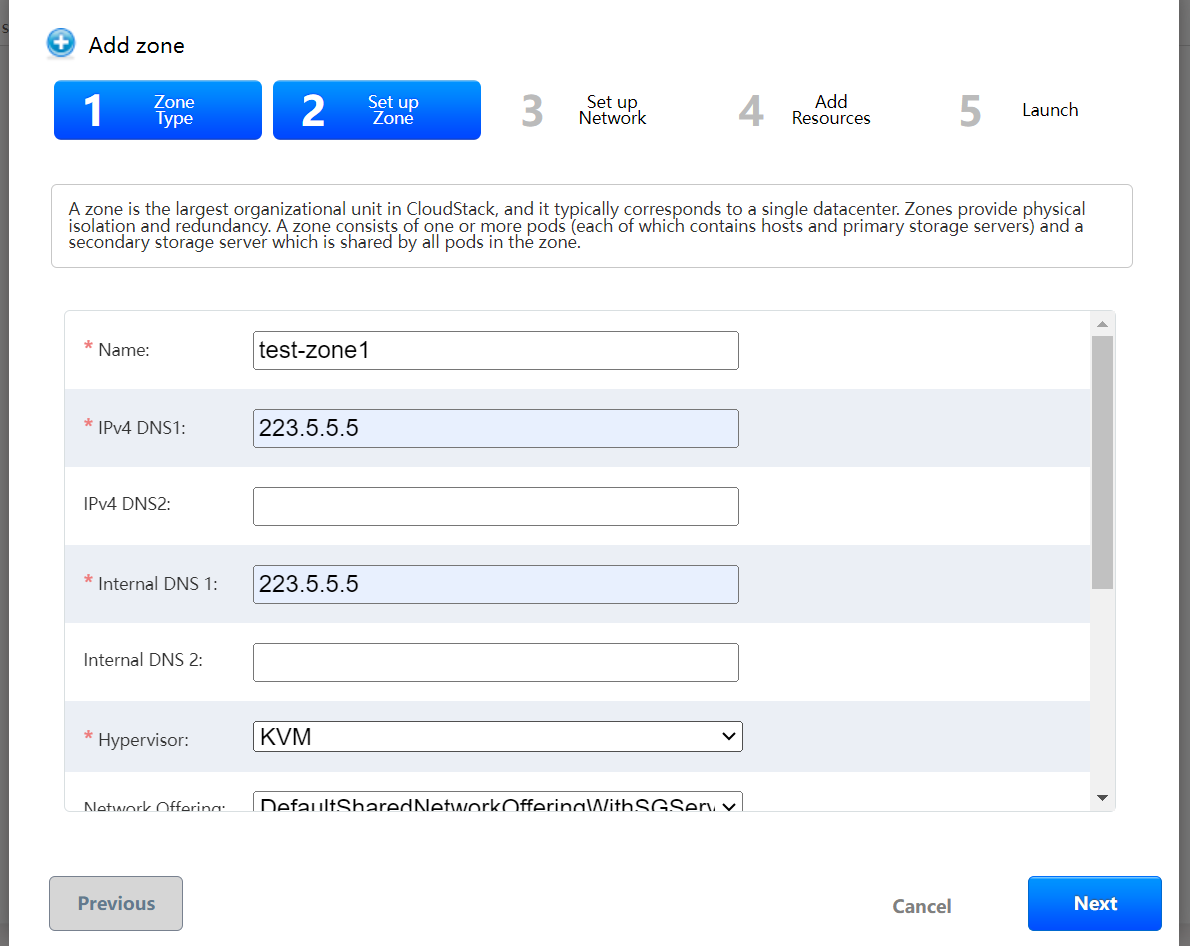 s
Add zone
1 Zone Type
2 Set up Zone
3 Set up Network
4 Add Resources
5 Launch
A zone is the largest organizational unit in CloudStack, and it typically corresponds to a single datacenter. Zones provide physical
isolation and redundancy. A zone consists of one or more pods (each of which contains hosts and primary storage servers) and a
secondary storage server which is shared by all pods in the zone.
* Name: test-zone1
* IPv4 DNS1: 223.5.5.5
IPv4 DNS2:
* Internal DNS 1: 223.5.5.5
Internal DNS 2:
* Hypervisor: KVM
Network Offering: DefaultSharedNetworkOfferingWithSGServ
Previous
Cancel
Next